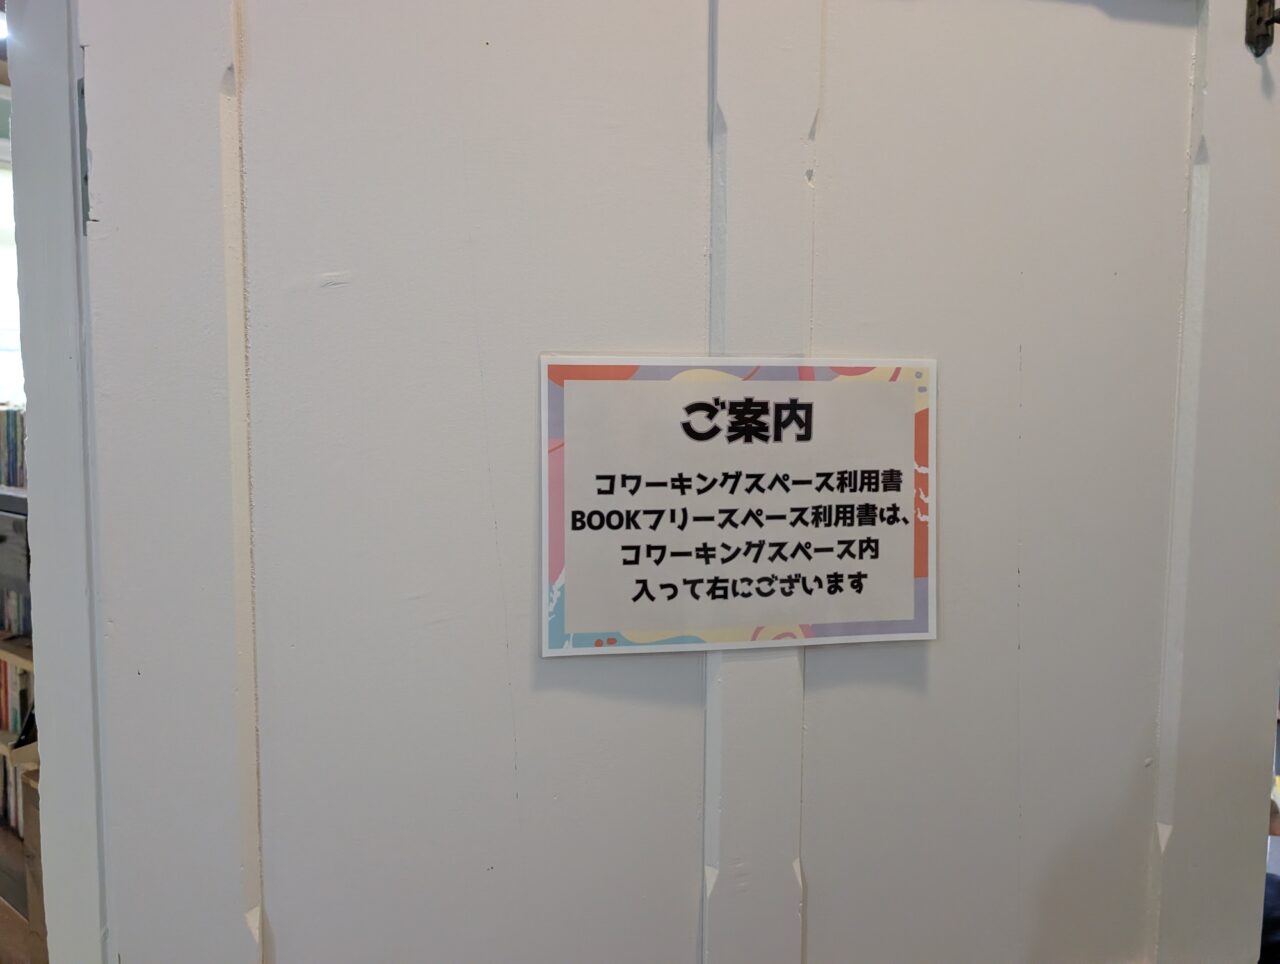 ご案内
コワーキングスペース利用書
BOOKフリースペース利用書は、
コワーキングスペース内
入って右にございます